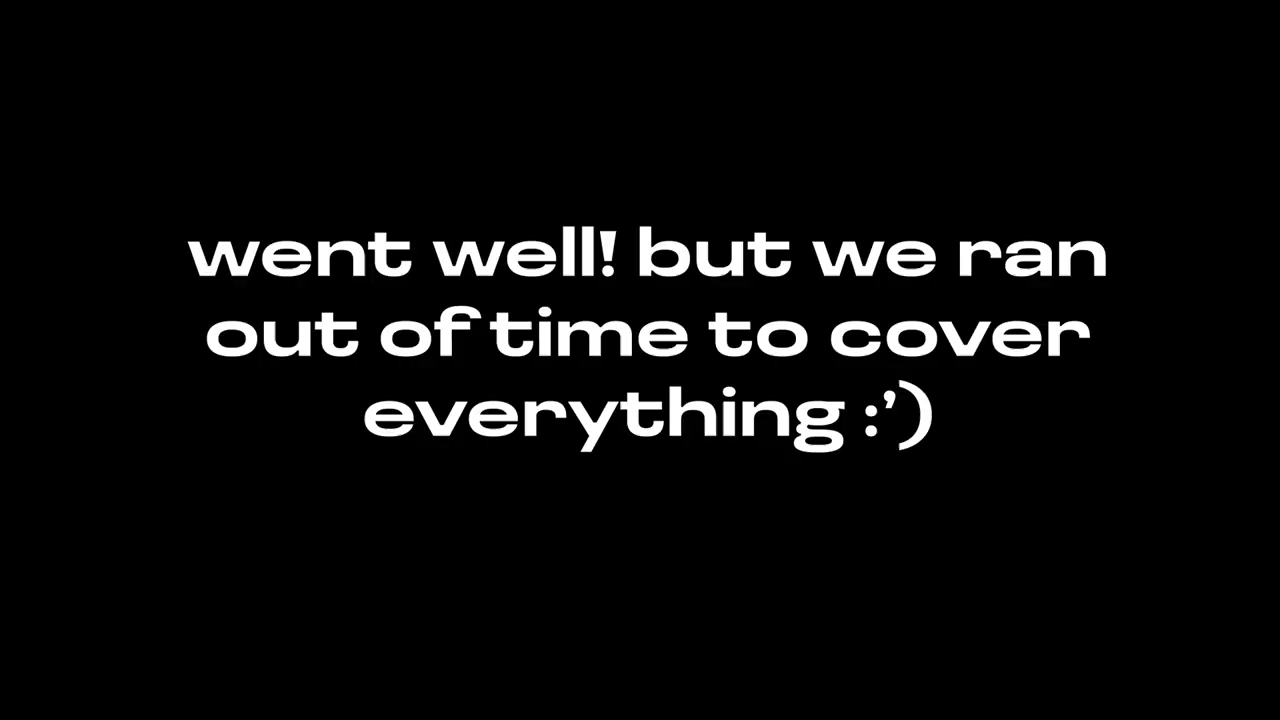 went well! but we ran
out of time to cover
everything :’)